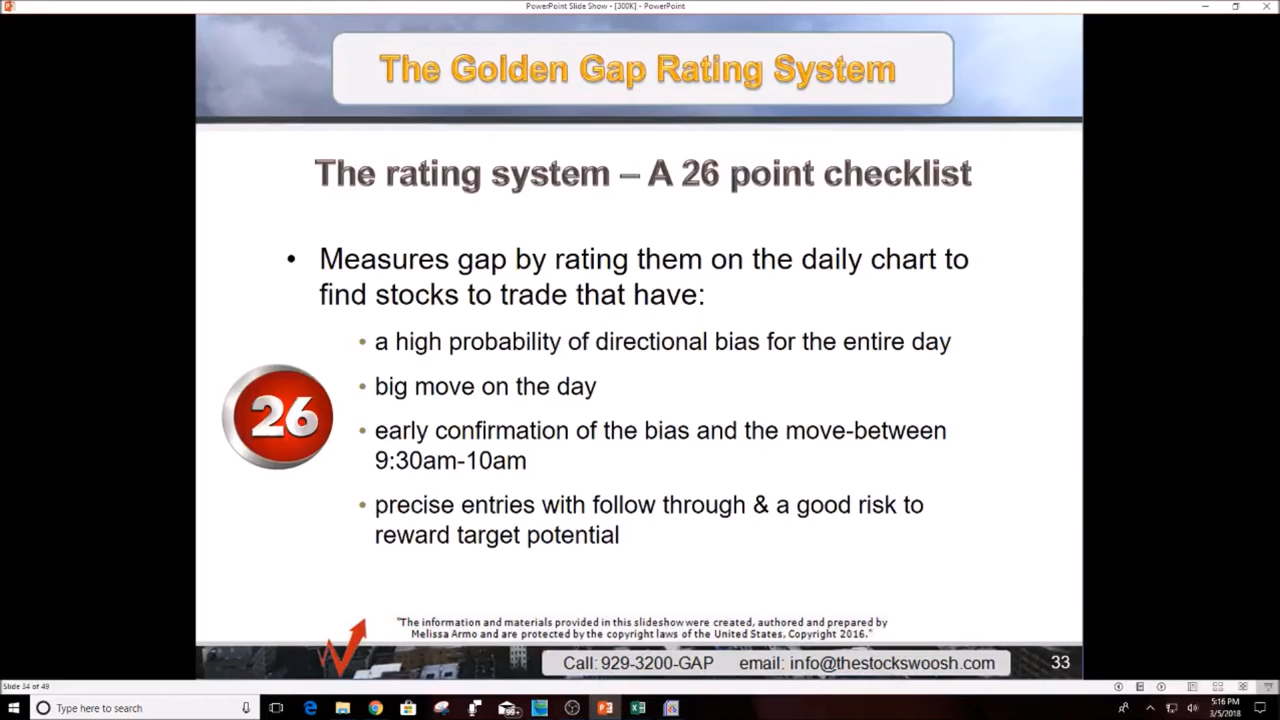 PowerPoint Slide Show - [300K] - PowerPoint
The Golden Gap Rating System
The rating system – A 26 point checklist
• Measures gap by rating them on the daily chart to
find stocks to trade that have:
• a high probability of directional bias for the entire day
• big move on the day
26
• early confirmation of the bias and the move-between
9:30am-10am
• precise entries with follow through & a good risk to
reward target potential
"The information and materials provided in this slideshow were created, authored and prepared by
Melissa Armo and are protected by the copyright laws of the United States, Copyright 2016."
Call: 929-3200-GAP email: info@thestockswoosh.com 33
Slide 34 of 49
Type here to search
99+
5:16 PM
3/5/2018